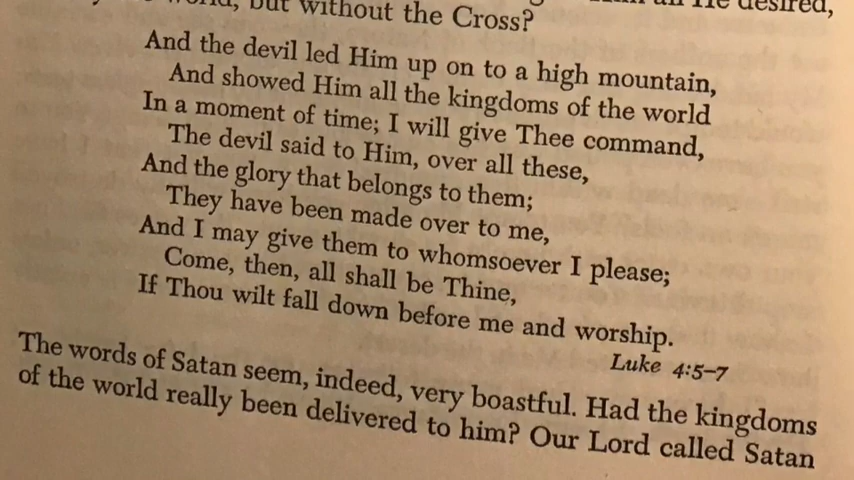 but without the Cross?
He desired,
And the devil led Him up on to a high mountain,
And showed Him all the kingdoms of the world
In a moment of time; I will give Thee command,
The devil said to Him, over all these,
And the glory that belongs to them;
They have been made over to me,
And I may give them to whomsoever I please;
Come, then, all shall be Thine,
If Thou wilt fall down before me and worship.
Luke 4:5–7
The words of Satan seem, indeed, very boastful. Had the kingdoms
of the world really been delivered to him? Our Lord called Satan